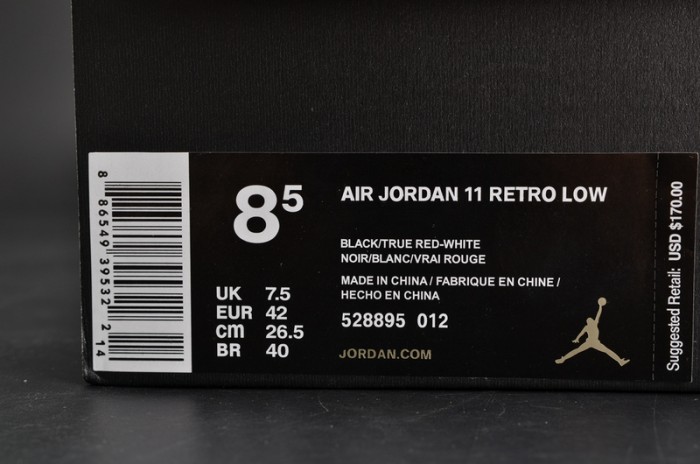 8 86549 39532 2 14
8⁵
UK 7.5
EUR 42
cm 26.5
BR 40
AIR JORDAN 11 RETRO LOW
BLACK/TRUE RED-WHITE
NOIR/BLANC/VRAI ROUGE
MADE IN CHINA / FABRIQUE EN CHINE /
HECHO EN CHINA
528895 012
JORDAN.COM
Suggested Retail: USD $170.00